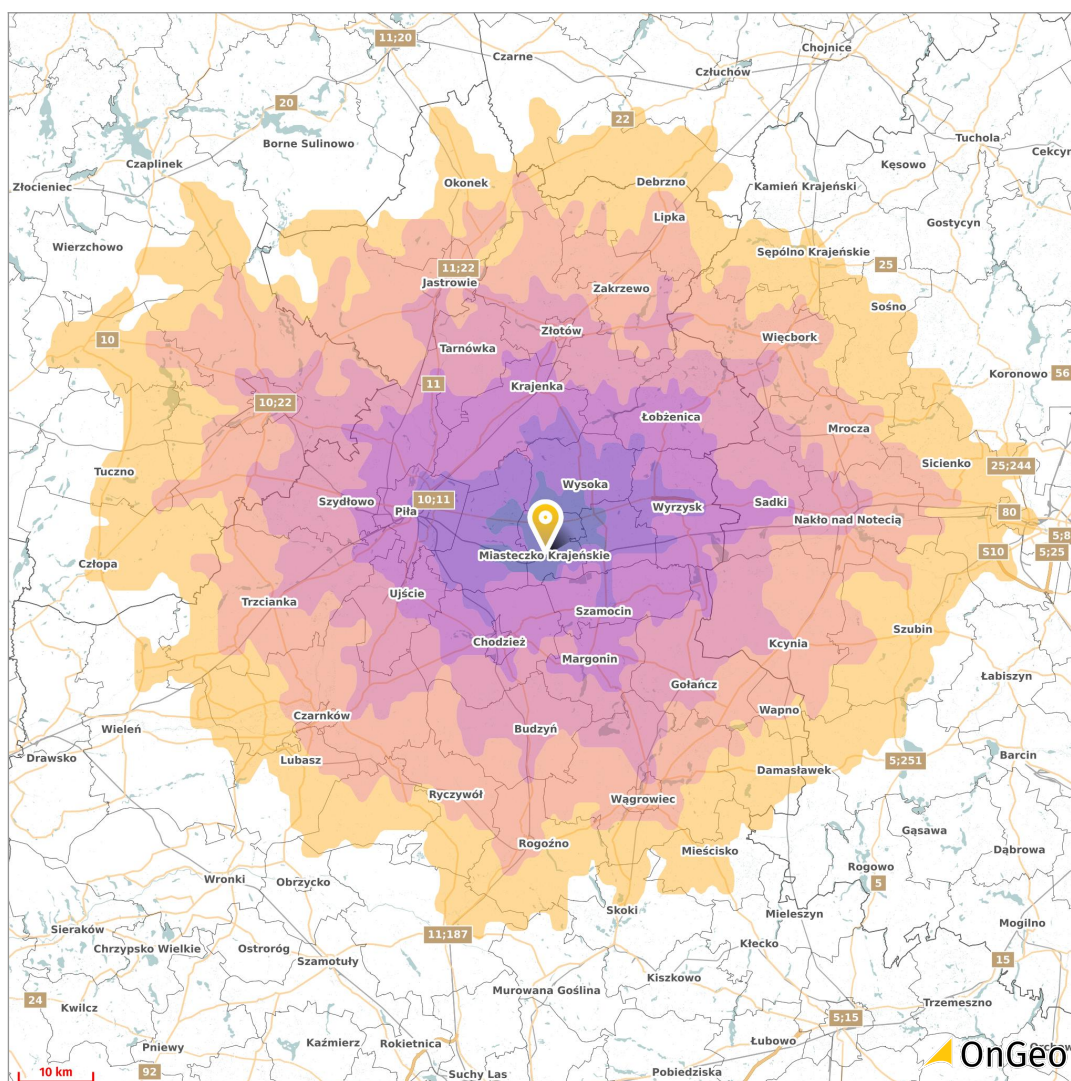 11;20
Czarne
Chojnice
Człuchów
20
22
Borne Sulinowo
Tuchola
Czaplinek
Kęsowo
Złocieniec
Okonek
Debrzno
Kamień Krajeński
Lipka
Gostycyn
Wierzchowo
Sępólno Krajeńskie
11;22
25
Jastrowie
Zakrzewo
Sośno
Złotów
10
Więcbork
Tarnówka
Koronowo
56
11
Krajenka
10;22
Łobżenica
Mrocza
Sicienko
25;244
Tuczno
Wysoka
Szydłowo
10;11
Piła
Wyrzysk
Sadki
80
Nakło nad Notecią
S10
5;25
Miasteczko Krajeńskie
Człopa
Ujście
Trzcianka
Szamocin
Szubin
Chodzież
Kcynia
Margonin
Łabiszyn
Gołańcz
Wapno
Czarnków
Wieleń
Budzyń
Drawsko
Lubasz
5;251
Barcin
Damasławek
Ryczywół
Wągrowiec
Gąsawa
Rogoźno
Mieścisko
Dąbrowa
Rogowo
5
Wronki
Obrzycko
Skoki
Mieleszyn
Mogilno
Sieraków
11;187
Chrzypsko Wielkie
Ostroróg
Kłecko
Szamotuły
15
Kiszkowo
24
Murowana Goślina
Kwilcz
Trzemeszno
5;15
Pniewy
Kaźmierz
Rokietnica
Łubowo
OnGeo
10 km
92
Suchy Las
Pobiedziska